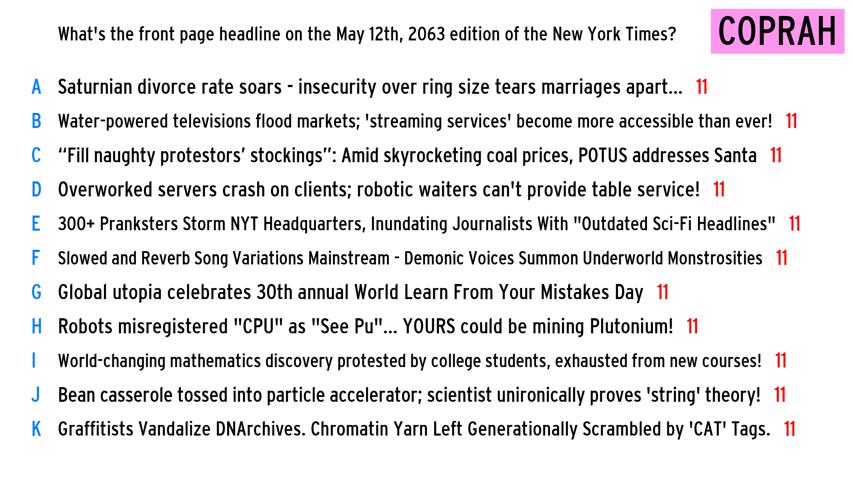 What's the front page headline on the May 12th, 2063 edition of the New York Times?
COPRAH
A Saturnian divorce rate soars - insecurity over ring size tears marriages apart... 11
B Water-powered televisions flood markets; 'streaming services' become more accessible than ever! 11
C “Fill naughty protestors’ stockings”: Amid skyrocketing coal prices, POTUS addresses Santa 11
D Overworked servers crash on clients; robotic waiters can't provide table service! 11
E 300+ Pranksters Storm NYT Headquarters, Inundating Journalists With "Outdated Sci-Fi Headlines" 11
F Slowed and Reverb Song Variations Mainstream - Demonic Voices Summon Underworld Monstrosities 11
G Global utopia celebrates 30th annual World Learn From Your Mistakes Day 11
H Robots misregistered "CPU" as "See Pu"... YOURS could be mining Plutonium! 11
I World-changing mathematics discovery protested by college students, exhausted from new courses! 11
J Bean casserole tossed into particle accelerator; scientist unironically proves 'string' theory! 11
K Graffitists Vandalize DNArchives. Chromatin Yarn Left Generationally Scrambled by 'CAT' Tags. 11